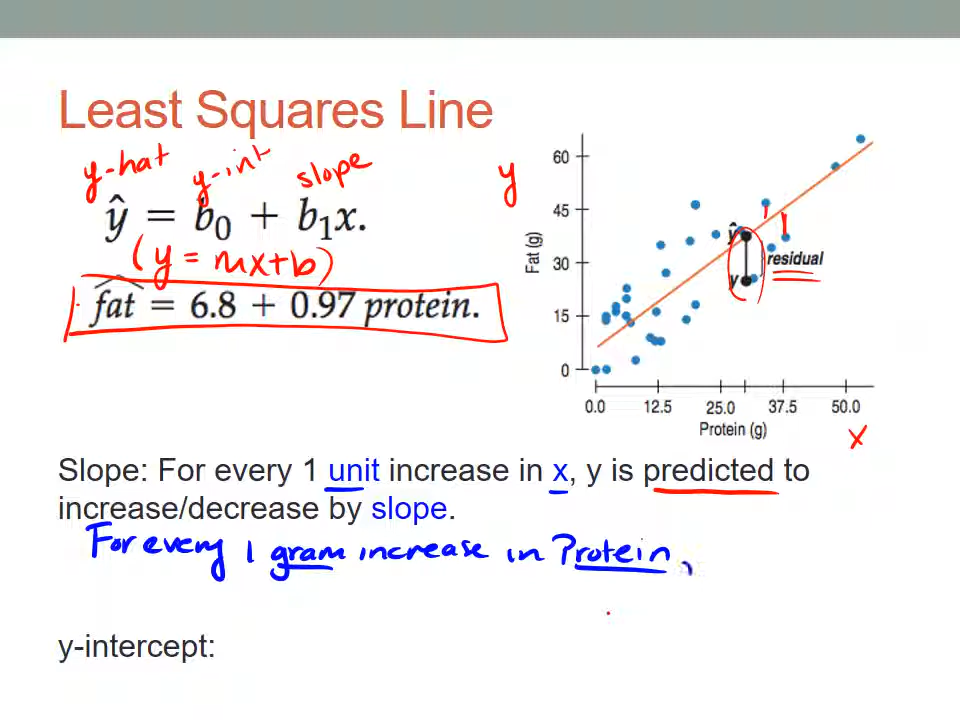 Least Squares Line
y-hat y-int slope
ŷ = b₀ + b₁x.
(y = mx+b)
fat̂ = 6.8 + 0.97 protein.
y
Fat (g)
60
45
30
15
0
ŷ
y
residual
0.0 12.5 25.0 37.5 50.0
Protein (g)
x
Slope: For every 1 unit increase in x, y is predicted to
increase/decrease by slope.
For every 1 gram increase in Protein,
y-intercept: